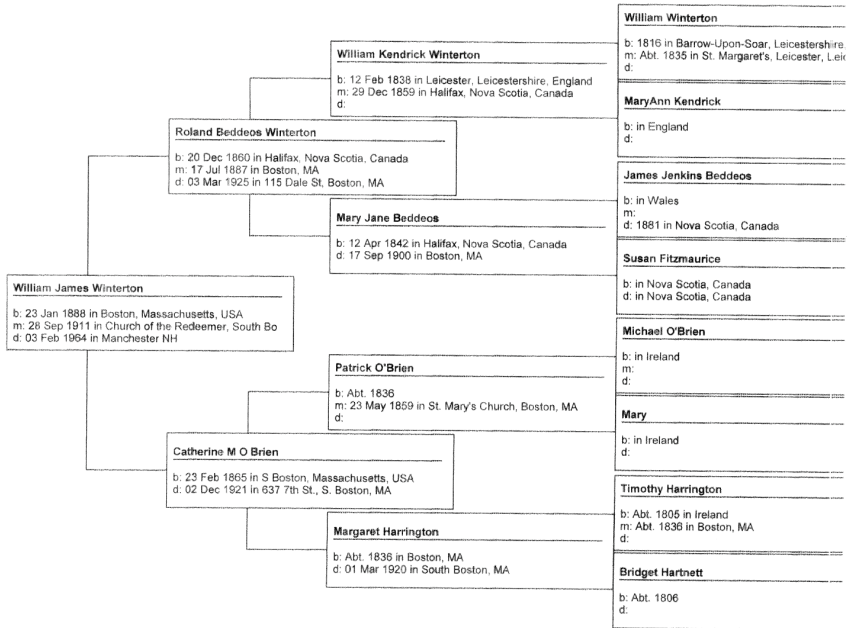 William Winterton
b: 1816 in Barrow-Upon-Soar, Leicestershire,
m: Abt. 1835 in St. Margaret's, Leicester, Leic
d:
William Kendrick Winterton
b: 12 Feb 1838 in Leicester, Leicestershire, England
m: 29 Dec 1859 in Halifax, Nova Scotia, Canada
d:
MaryAnn Kendrick
b: in England
d:
Roland Beddeos Winterton
b: 20 Dec 1860 in Halifax, Nova Scotia, Canada
m: 17 Jul 1887 in Boston, MA
d: 03 Mar 1925 in 115 Dale St, Boston, MA
James Jenkins Beddeos
b: in Wales
m:
d: 1881 in Nova Scotia, Canada
Mary Jane Beddeos
b: 12 Apr 1842 in Halifax, Nova Scotia, Canada
d: 17 Sep 1900 in Boston, MA
Susan Fitzmaurice
b: in Nova Scotia, Canada
d: in Nova Scotia, Canada
William James Winterton
b: 23 Jan 1888 in Boston, Massachusetts, USA
m: 28 Sep 1911 in Church of the Redeemer, South Bo
d: 03 Feb 1964 in Manchester NH
Michael O'Brien
b: in Ireland
m:
d:
Patrick O'Brien
b: Abt. 1836
m: 23 May 1859 in St. Mary's Church, Boston, MA
d:
Mary
b: in Ireland
d:
Catherine M O Brien
b: 23 Feb 1865 in S Boston, Massachusetts, USA
d: 02 Dec 1921 in 637 7th St., S. Boston, MA
Timothy Harrington
b: Abt. 1805 in Ireland
m: Abt. 1836 in Boston, MA
d:
Margaret Harrington
b: Abt. 1836 in Boston, MA
d: 01 Mar 1920 in South Boston, MA
Bridget Hartnett
b: Abt. 1806
d: